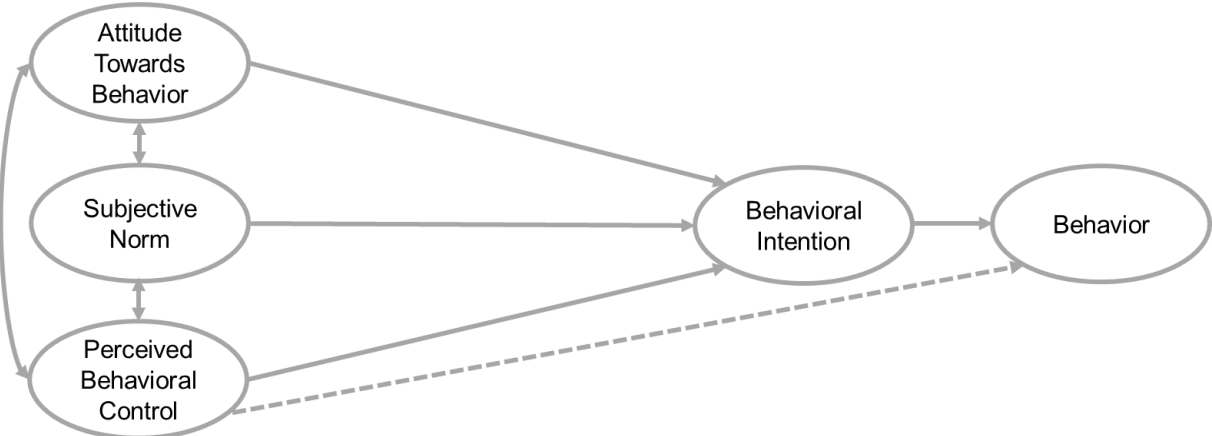 Attitude
Towards
Behavior
Subjective
Norm
Perceived
Behavioral
Control
Behavioral
Intention
Behavior